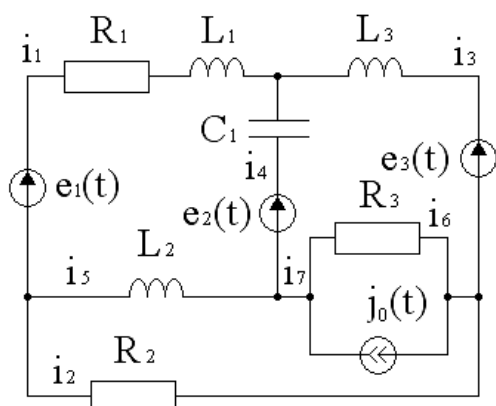 i₁ R₁ L₁ L₃ i₃
C₁
i₄ e₃(t)
e₁(t) e₂(t) R₃ i₆
L₂
i₅ i₇ j₀(t)
i₂ R₂